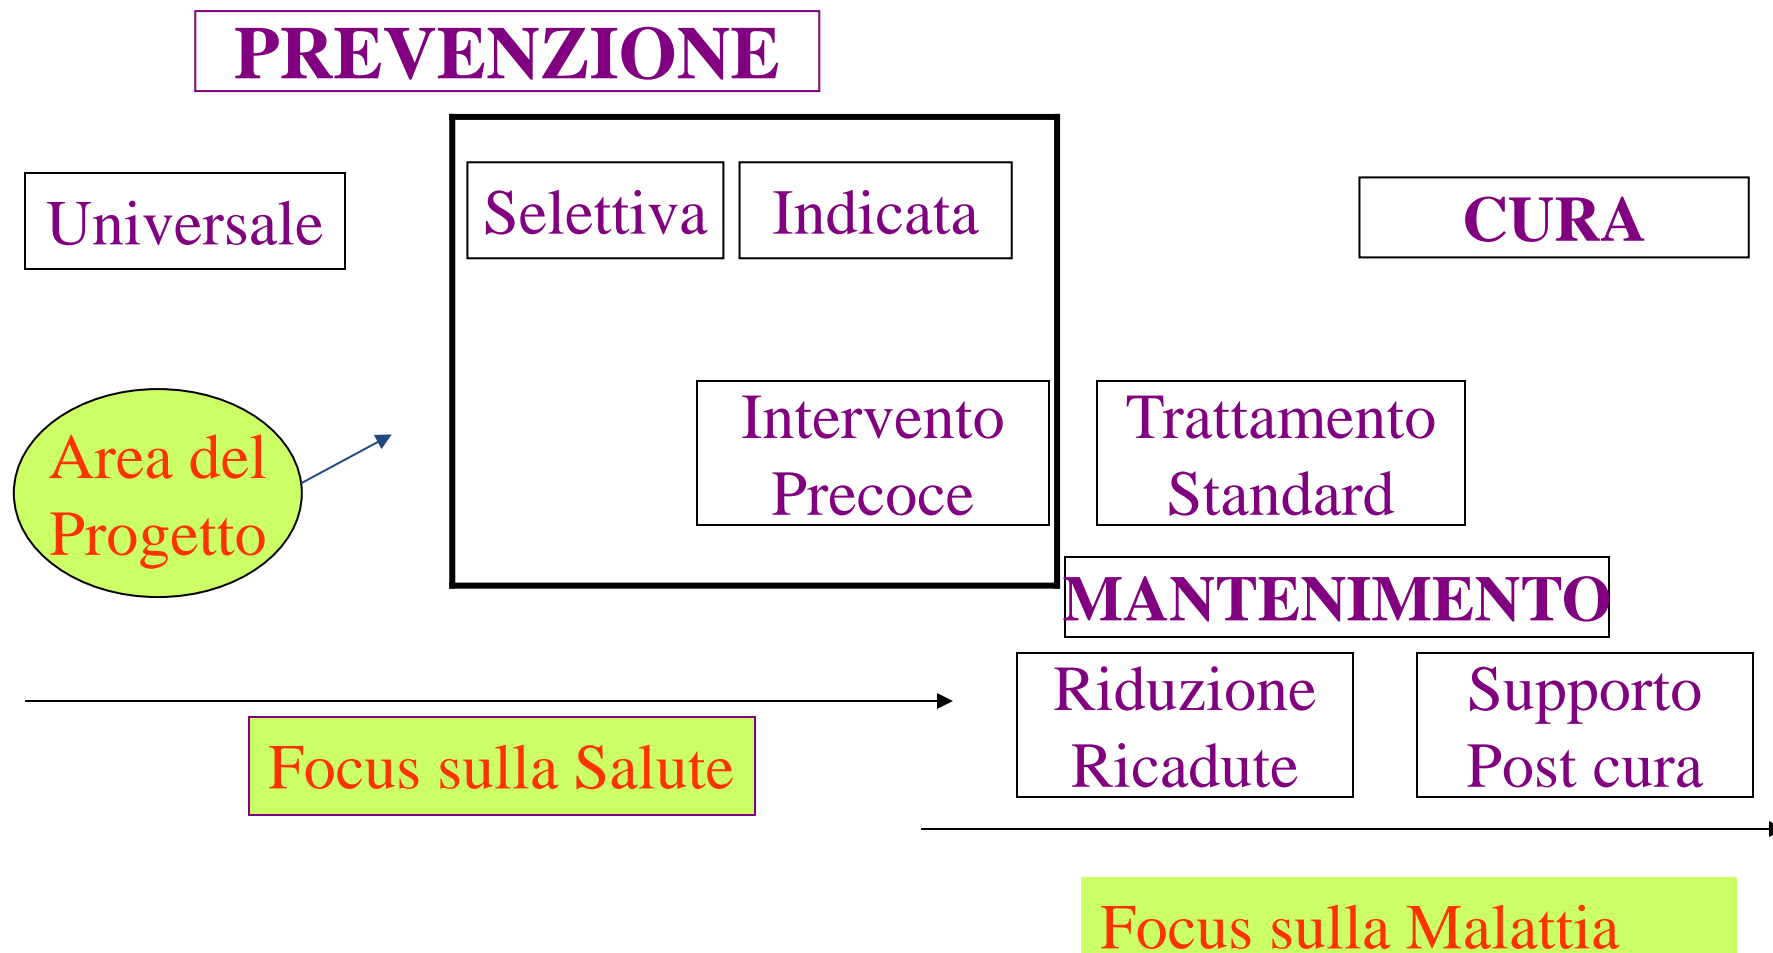 PREVENZIONE
Universale
Selettiva
Indicata
CURA
Area del
Progetto
Intervento
Precoce
Trattamento
Standard
MANTENIMENTO
Riduzione
Ricadute
Supporto
Post cura
Focus sulla Salute
Focus sulla Malattia